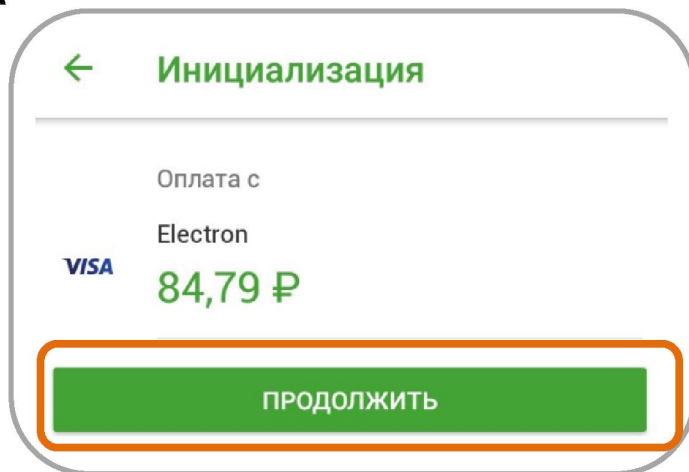 Инициализация
Оплата с
Electron
VISA
84,79 ₽
ПРОДОЛЖИТЬ